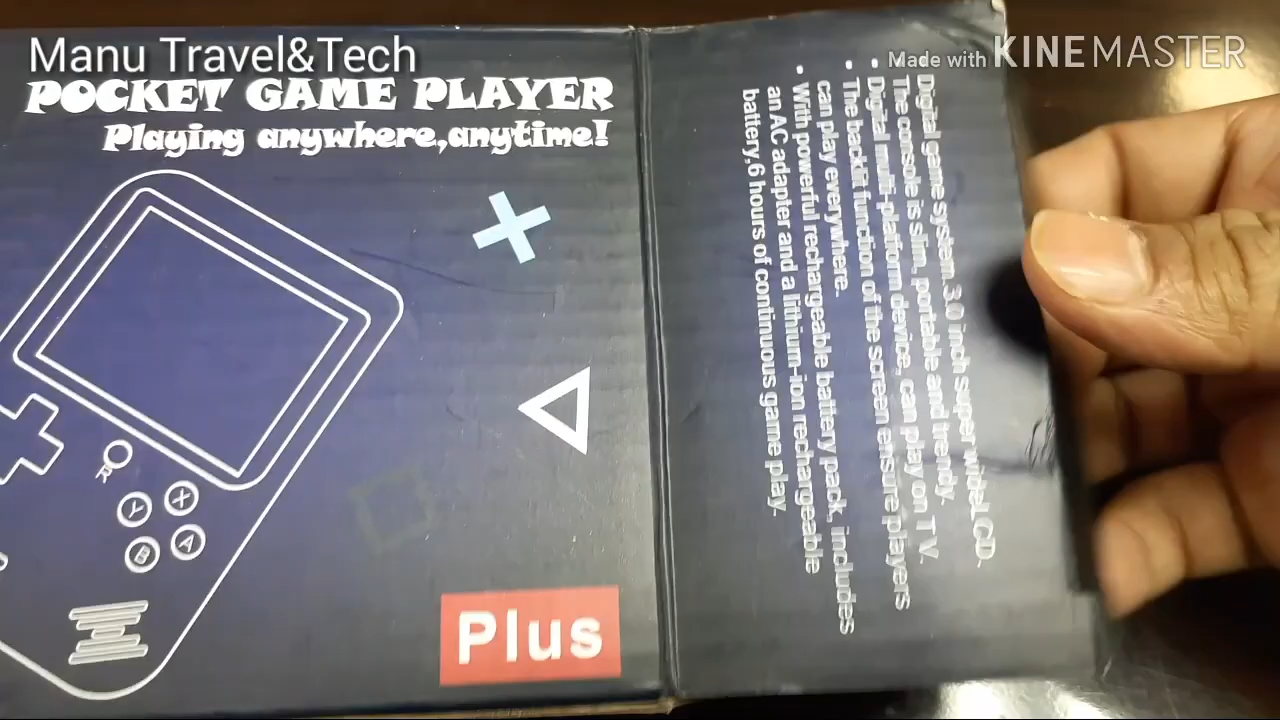 Manu Travel&Tech
Made with KINEMASTER
POCKET GAME PLAYER
Playing anywhere,anytime!
R
Y
X
B
A
Plus
Digital game system 3.0 inch super wide LCD.
The console is slim, portable and trendy.
• Digital multi-platform device, can play on T V.
• The backlit function of the screen ensure players
can play everywhere.
• With powerful rechargeable battery pack, includes
an AC adapter and a lithium-ion rechargeable
battery,6 hours of continuous game play.